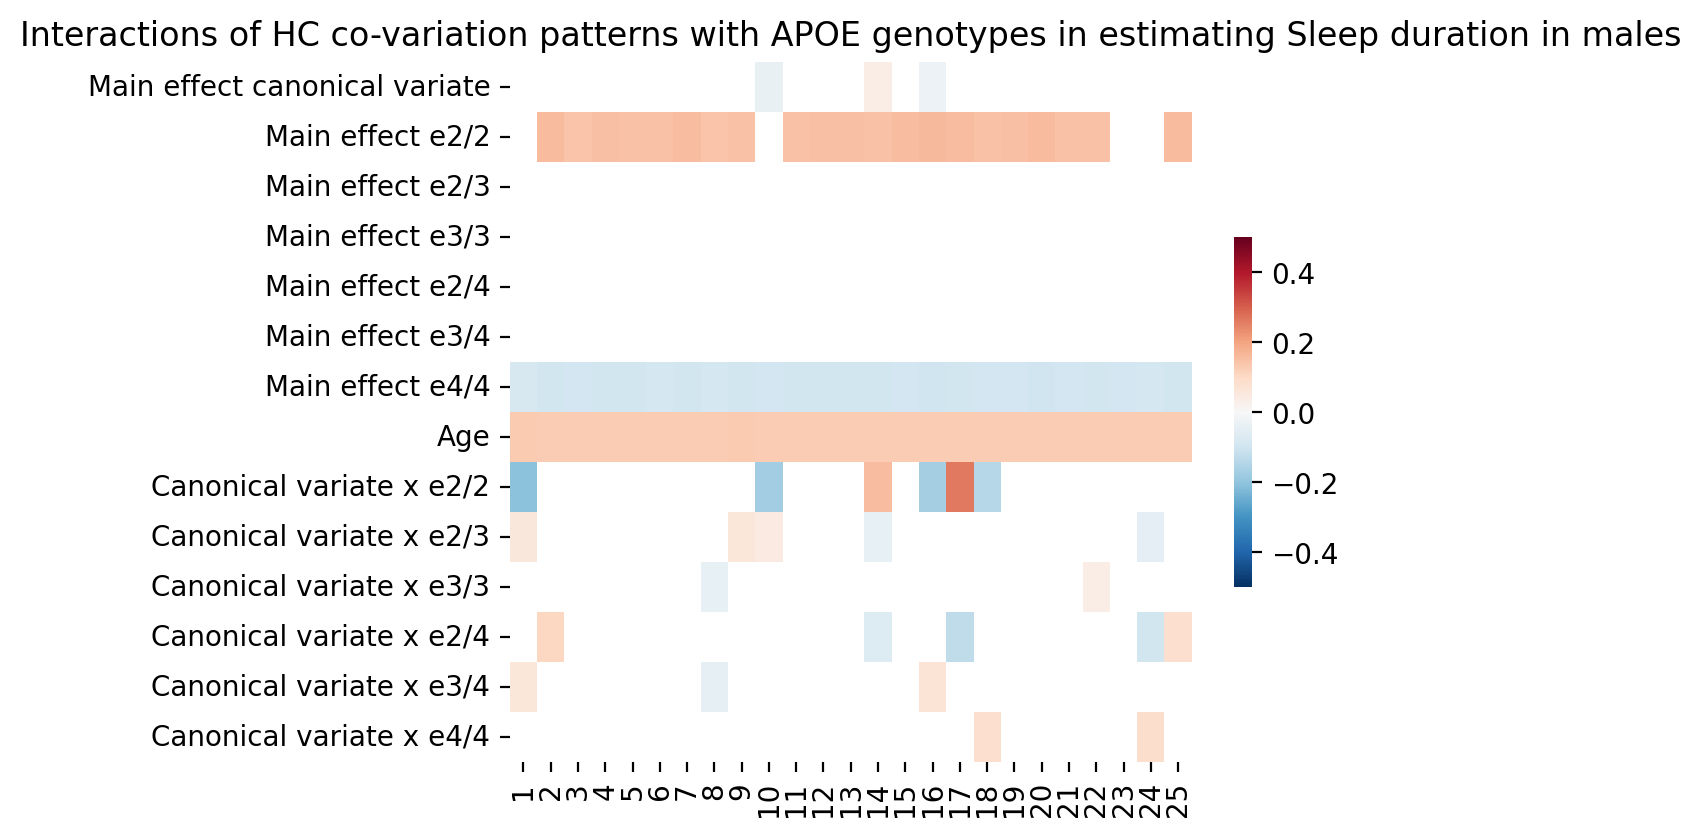 Interactions of HC co-variation patterns with APOE genotypes in estimating Sleep duration in males
Main effect canonical variate
Main effect e2/2
Main effect e2/3
Main effect e3/3
Main effect e2/4
Main effect e3/4
Main effect e4/4
Age
Canonical variate x e2/2
Canonical variate x e2/3
Canonical variate x e3/3
Canonical variate x e2/4
Canonical variate x e3/4
Canonical variate x e4/4
1 2 3 4 5 6 7 8 9 10 11 12 13 14 15 16 17 18 19 20 21 22 23 24 25
0.4
0.2
0.0
−0.2
−0.4